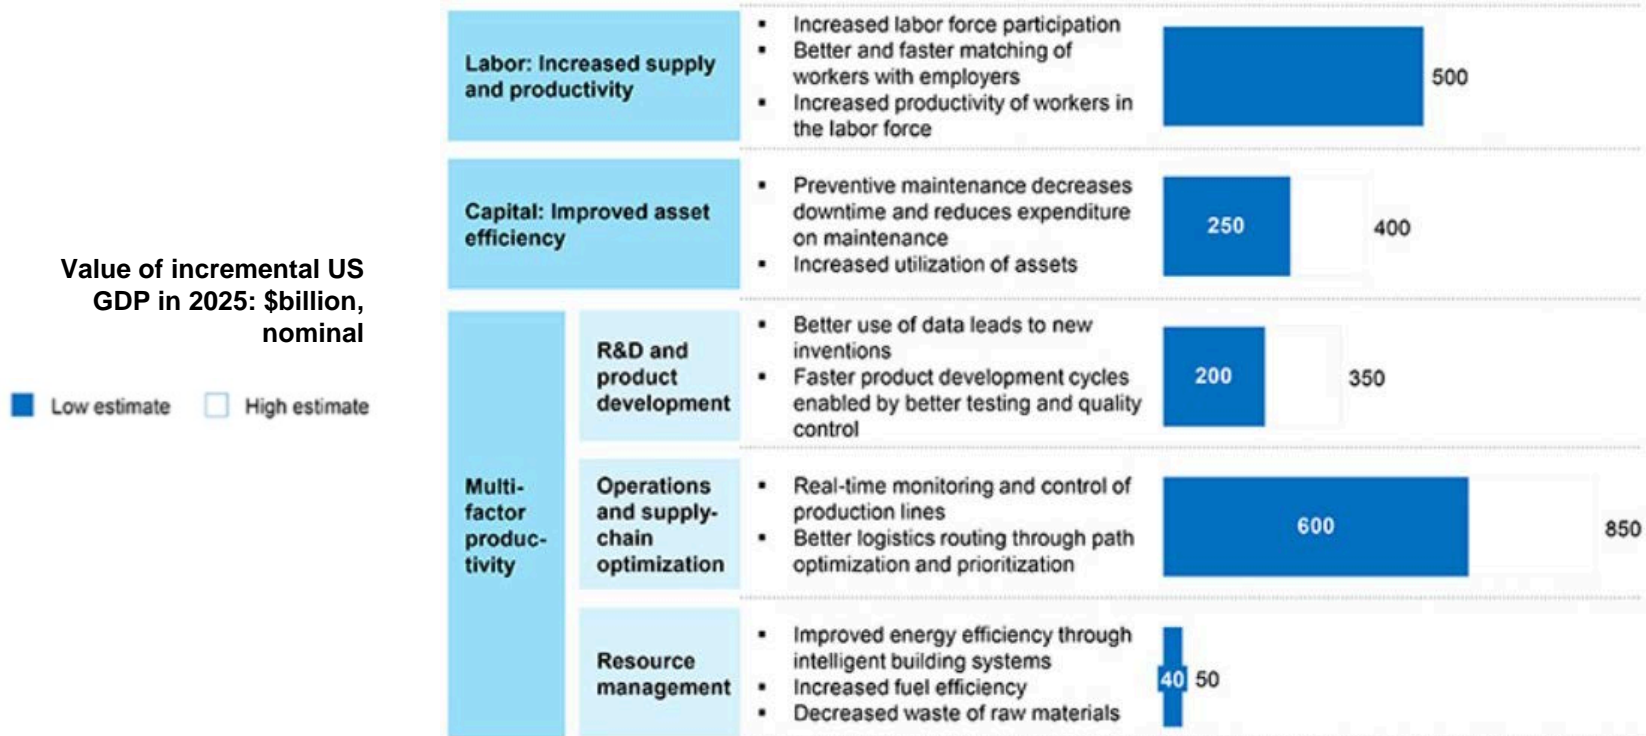 Value of incremental US
GDP in 2025: $billion,
nominal
Low estimate
High estimate
Labor: Increased supply
and productivity
▪ Increased labor force participation
▪ Better and faster matching of
workers with employers
▪ Increased productivity of workers in
the labor force
500
Capital: Improved asset
efficiency
▪ Preventive maintenance decreases
downtime and reduces expenditure
on maintenance
▪ Increased utilization of assets
250
400
Multi-
factor
produc-
tivity
R&D and
product
development
▪ Better use of data leads to new
inventions
▪ Faster product development cycles
enabled by better testing and quality
control
200
350
Operations
and supply-
chain
optimization
▪ Real-time monitoring and control of
production lines
▪ Better logistics routing through path
optimization and prioritization
600
850
Resource
management
▪ Improved energy efficiency through
intelligent building systems
▪ Increased fuel efficiency
▪ Decreased waste of raw materials
40
50